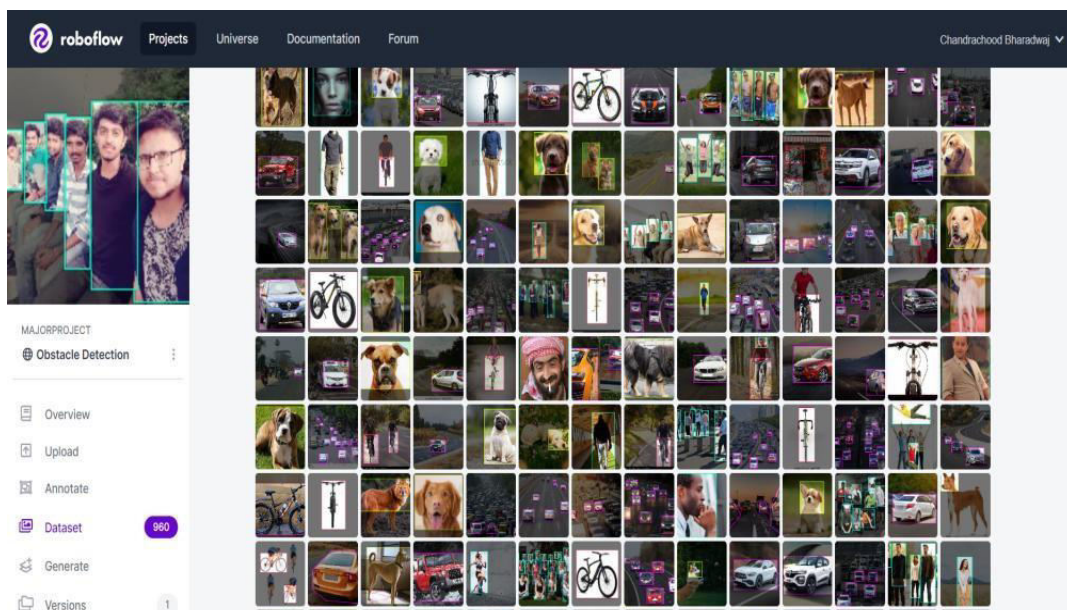 roboflow Projects Universe Documentation Forum Chandrachood Bharadwaj
MAJORPROJECT
Obstacle Detection
Overview
Upload
Annotate
Dataset 960
Generate
Versions 1